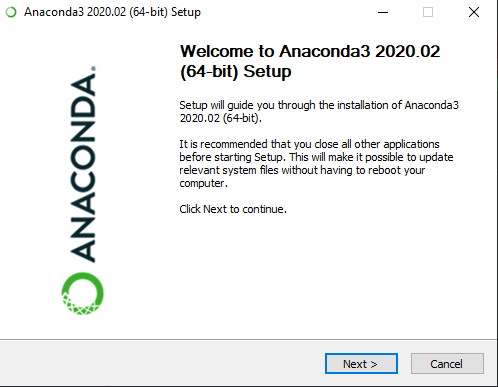 Anaconda3 2020.02 (64-bit) Setup
Welcome to Anaconda3 2020.02
(64-bit) Setup
Setup will guide you through the installation of Anaconda3
2020.02 (64-bit).
It is recommended that you close all other applications
before starting Setup. This will make it possible to update
relevant system files without having to reboot your
computer.
Click Next to continue.
ANACONDA.
Next >
Cancel